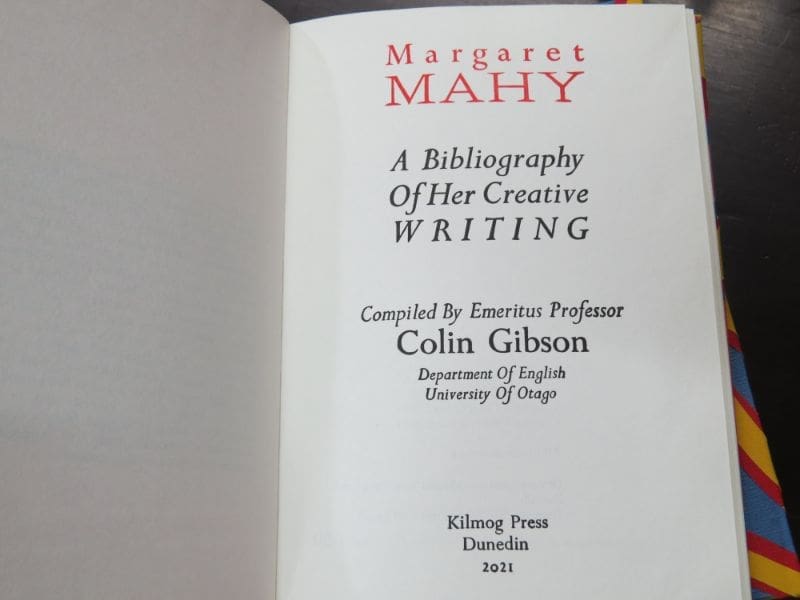 Margaret
MAHY
A Bibliography
Of Her Creative
WRITING
Compiled By Emeritus Professor
Colin Gibson
Department Of English
University Of Otago
Kilmog Press
Dunedin
2021